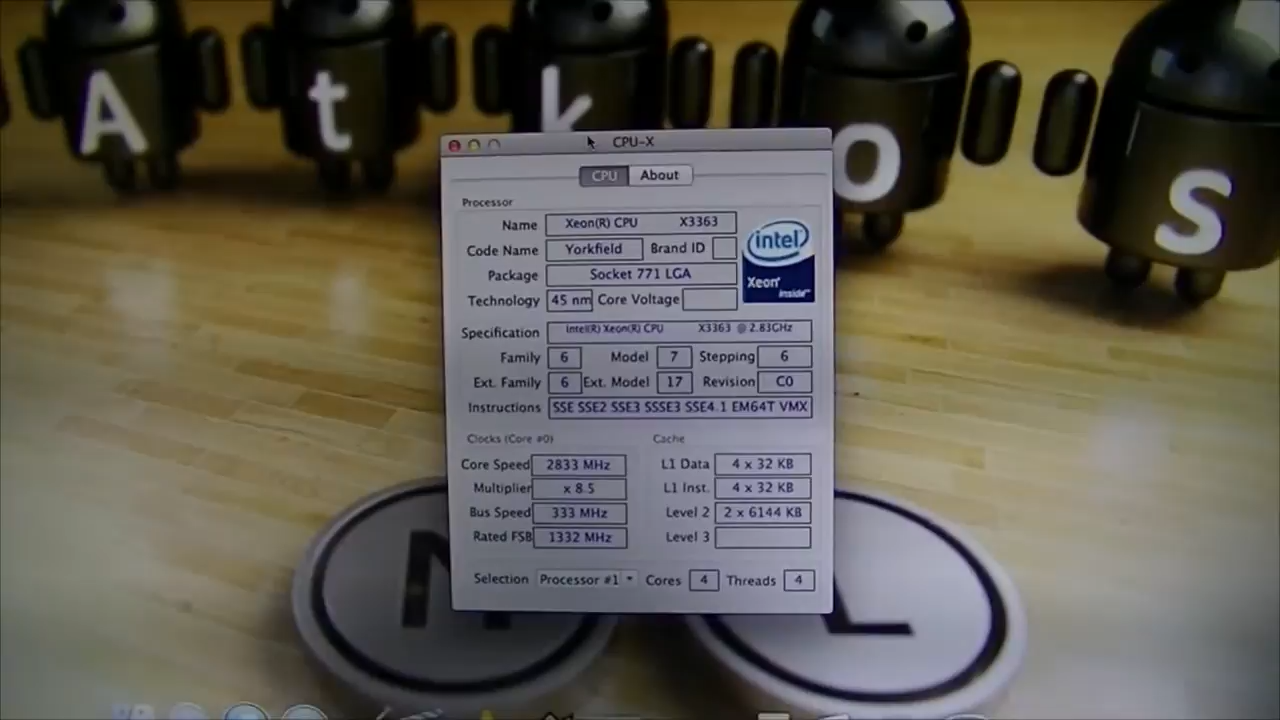 A t k o s
CPU-X
CPU About
Processor
Name Xeon(R) CPU X3363
Code Name Yorkfield Brand ID
Package Socket 771 LGA
Technology 45 nm Core Voltage
intel
Xeon
inside™
Specification Intel(R) Xeon(R) CPU X3363 @ 2.83GHz
Family 6 Model 7 Stepping 6
Ext. Family 6 Ext. Model 17 Revision C0
Instructions SSE SSE2 SSE3 SSSE3 SSE4.1 EM64T VMX
Clocks (Core #0) Cache
Core Speed 2833 MHz L1 Data 4 x 32 KB
Multiplier x 8.5 L1 Inst. 4 x 32 KB
Bus Speed 333 MHz Level 2 2 x 6144 KB
Rated FSB 1332 MHz Level 3
Selection Processor #1 Cores 4 Threads 4
L